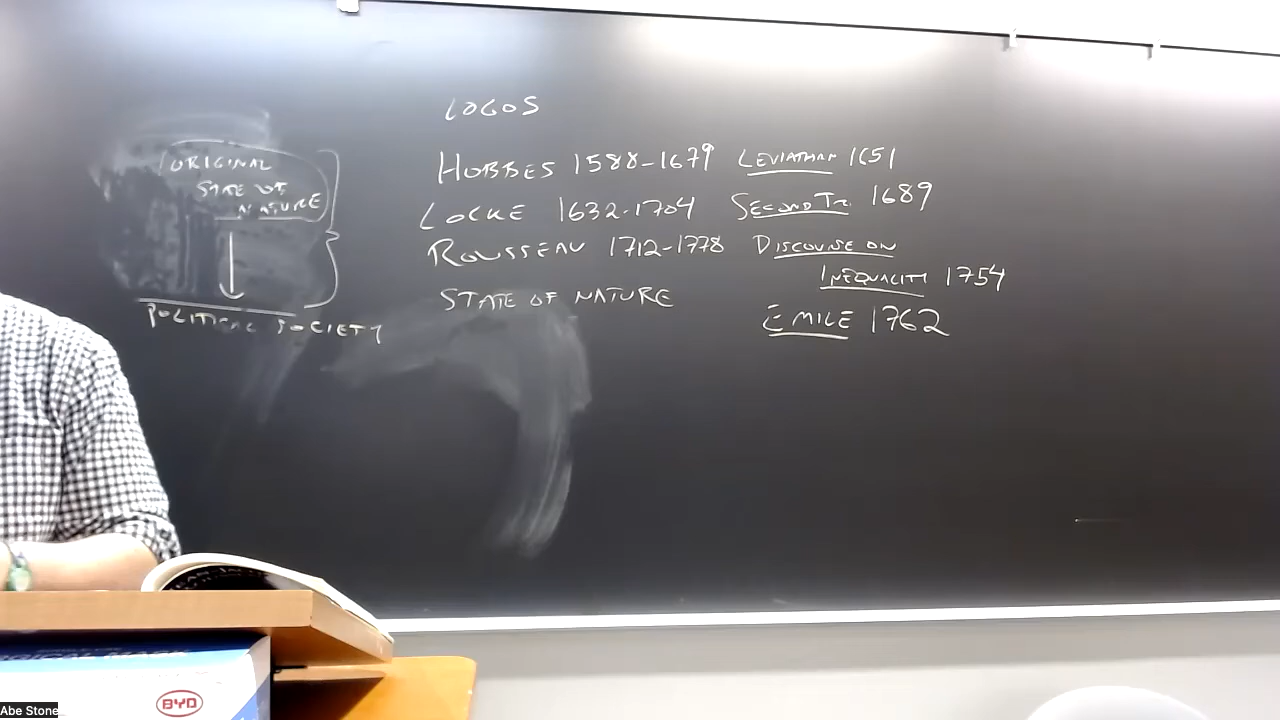 LOGOS
ORIGINAL
STATE OF
NATURE
POLITICAL SOCIETY
HOBBES 1588-1679 LEVIATHAN 1651
LOCKE 1632-1704 SECOND TR. 1689
ROUSSEAU 1712-1778 DISCOURSE ON
INEQUALITY 1754
STATE OF NATURE
EMILE 1762
BYD
Abe Stone